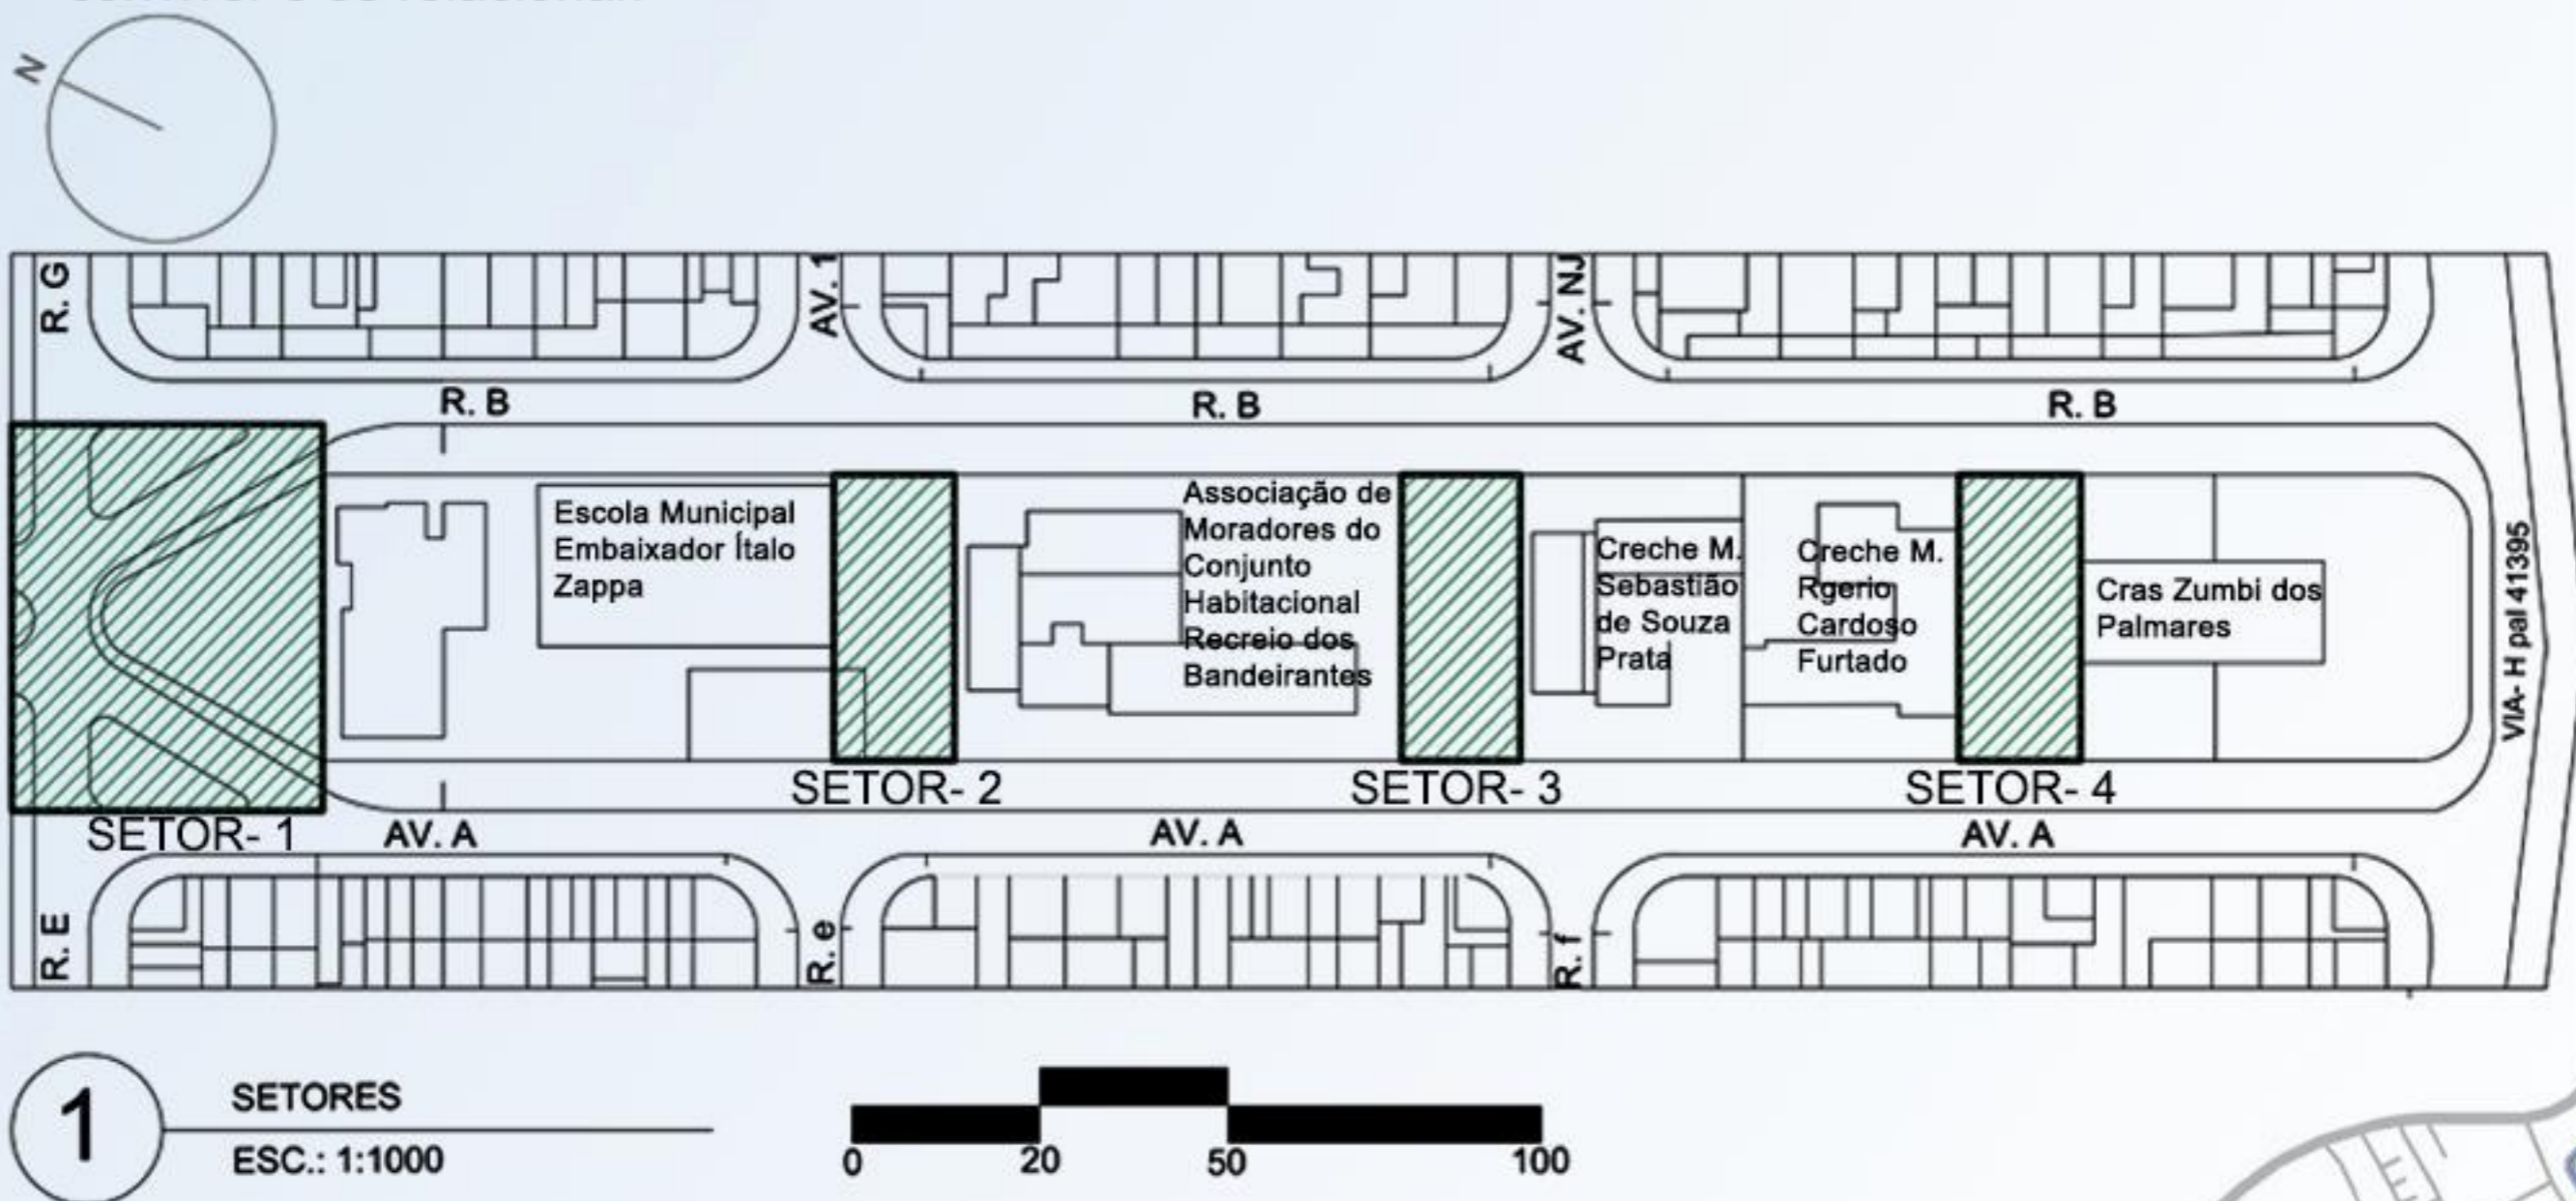 N
R. G
AV. 1
AV. NJ
R. B
R. B
R. B
Escola Municipal
Embaixador Ítalo
Zappa
Associação de
Moradores do
Conjunto
Habitacional
Recreio dos
Bandeirantes
Creche M.
Sebastião
de Souza
Prata
Creche M.
Rgerio
Cardoso
Furtado
Cras Zumbi dos
Palmares
VIA- H pal 41395
SETOR- 1
SETOR- 2
SETOR- 3
SETOR- 4
AV. A
AV. A
AV. A
R. E
R. e
R. f
1
SETORES
ESC.: 1:1000
0 20 50 100